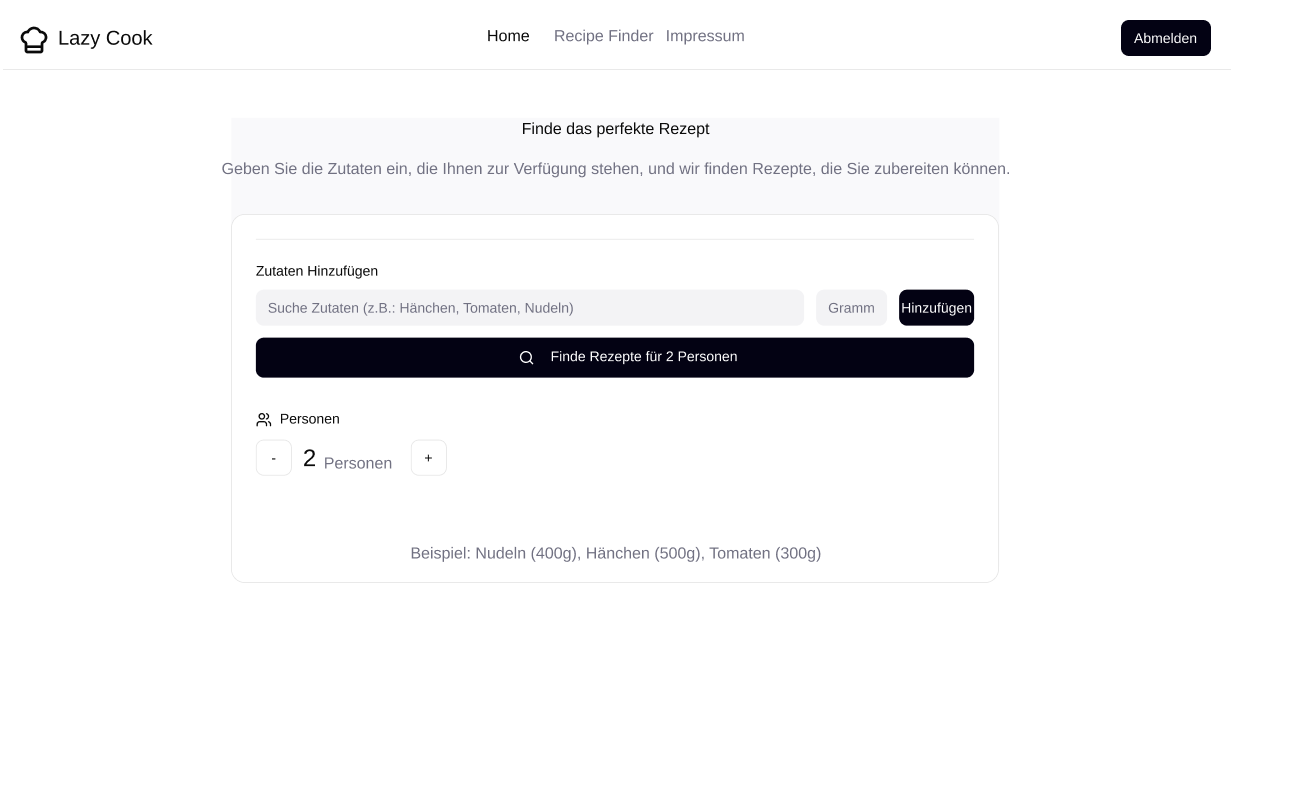 Lazy Cook
Home Recipe Finder Impressum
Abmelden
Finde das perfekte Rezept
Geben Sie die Zutaten ein, die Ihnen zur Verfügung stehen, und wir finden Rezepte, die Sie zubereiten können.
Zutaten Hinzufügen
Suche Zutaten (z.B.: Hänchen, Tomaten, Nudeln) Gramm Hinzufügen
Finde Rezepte für 2 Personen
Personen
- 2 Personen +
Beispiel: Nudeln (400g), Hänchen (500g), Tomaten (300g)